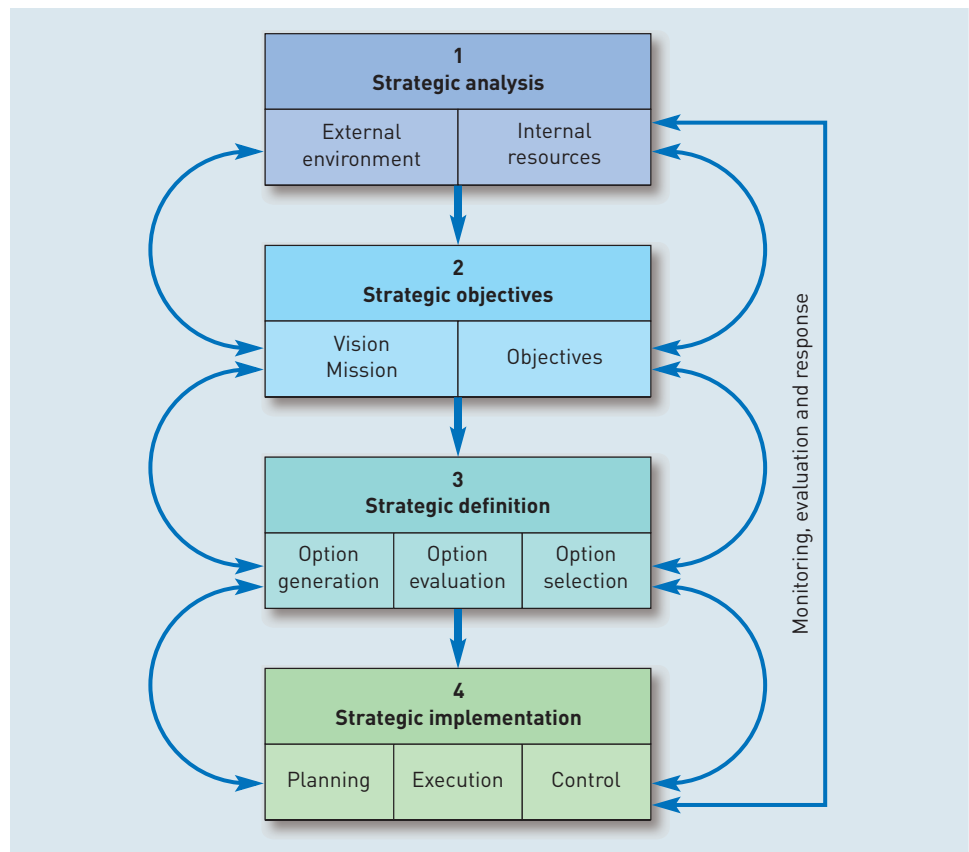 1
Strategic analysis
External
environment
Internal
resources
2
Strategic objectives
Vision
Mission
Objectives
3
Strategic definition
Option
generation
Option
evaluation
Option
selection
4
Strategic implementation
Planning
Execution
Control
Monitoring, evaluation and response